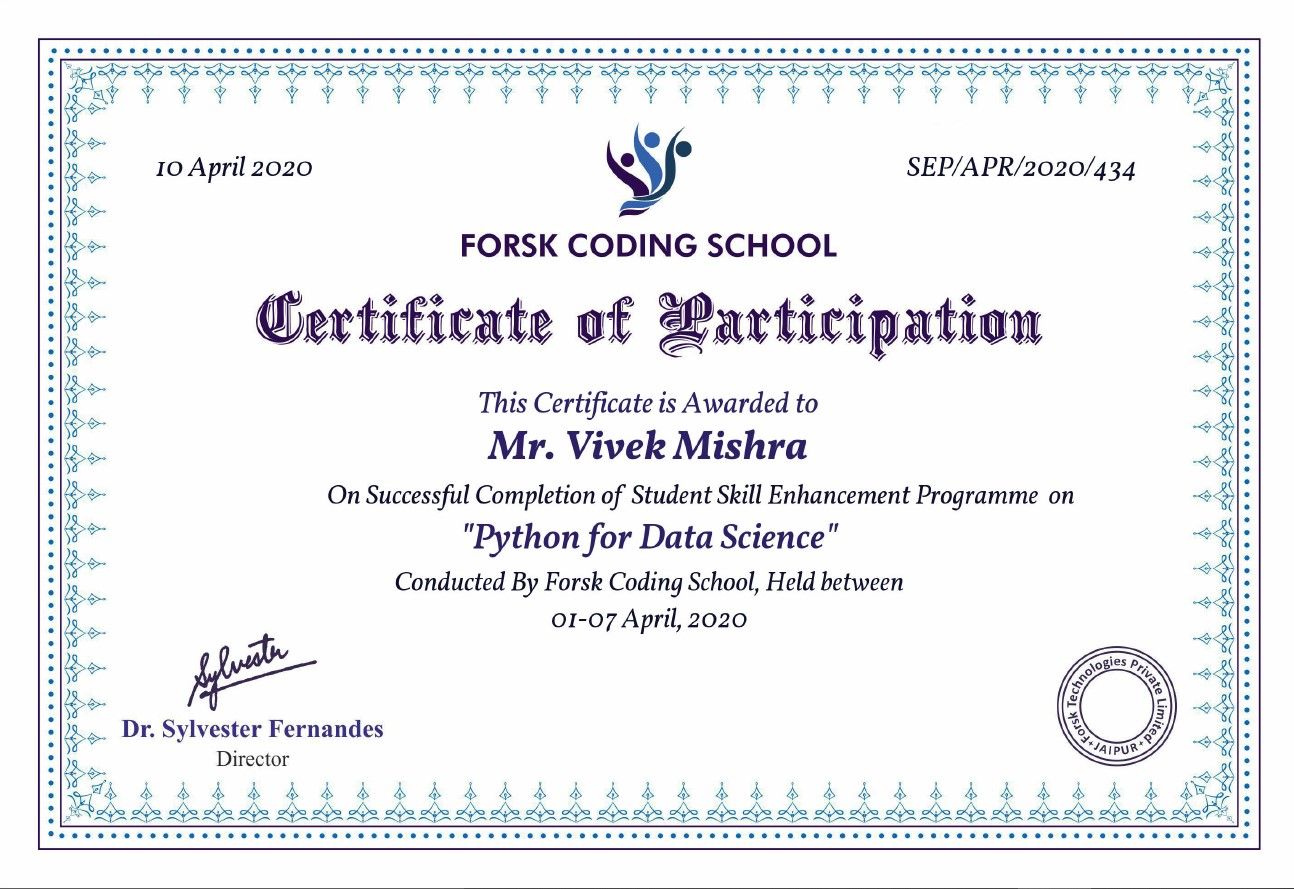 10 April 2020
SEP/APR/2020/434
FORSK CODING SCHOOL
Certificate of Participation
This Certificate is Awarded to
Mr. Vivek Mishra
On Successful Completion of Student Skill Enhancement Programme on
"Python for Data Science"
Conducted By Forsk Coding School, Held between
01-07 April, 2020
Sylvester
Dr. Sylvester Fernandes
Director
Forsk Technologies Private Limited
JAIPUR